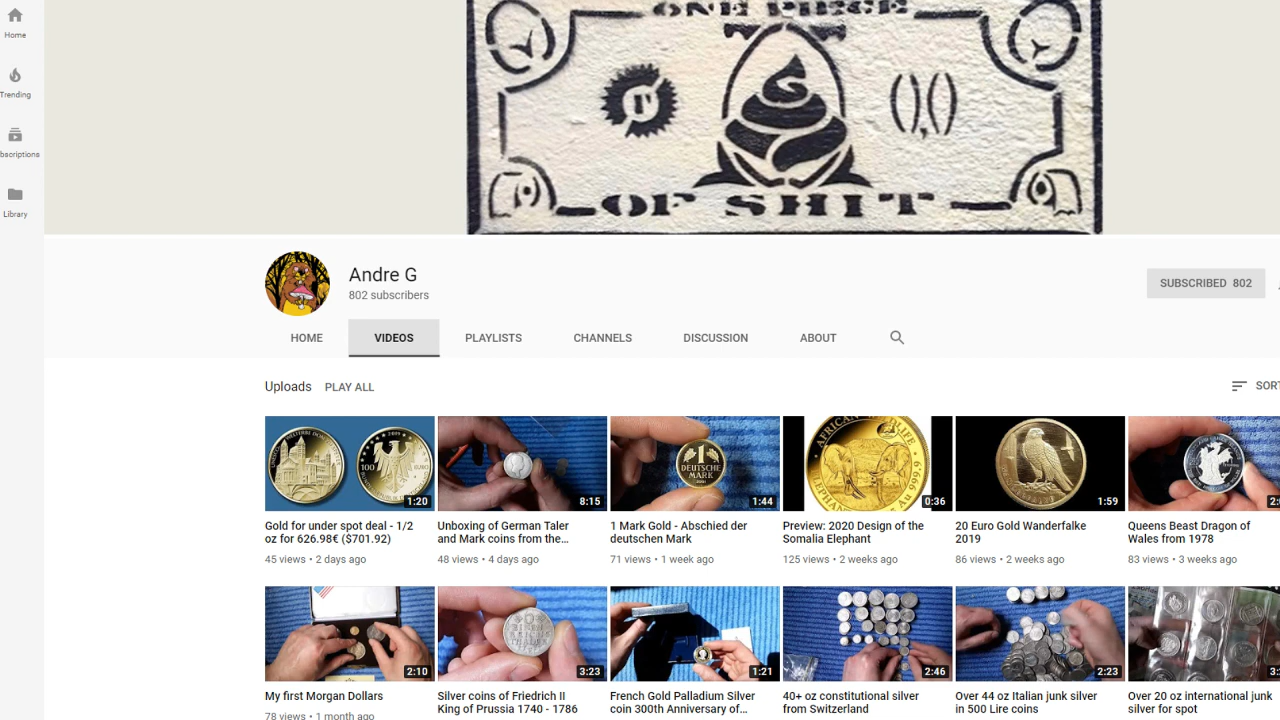 ONE PIECE
OF SHIT
Home
Trending
bscriptions
Library
Andre G
802 subscribers
SUBSCRIBED 802
HOME
VIDEOS
PLAYLISTS
CHANNELS
DISCUSSION
ABOUT
Uploads
PLAY ALL
SORT
1:20
8:15
1
DEUTSCHE
MARK
1:44
0:36
1:59
2:0
Gold for under spot deal - 1/2
oz for 626.98€ ($701.92)
45 views • 2 days ago
Unboxing of German Taler
and Mark coins from the...
48 views • 4 days ago
1 Mark Gold - Abschied der
deutschen Mark
71 views • 1 week ago
Preview: 2020 Design of the
Somalia Elephant
125 views • 2 weeks ago
20 Euro Gold Wanderfalke
2019
86 views • 2 weeks ago
Queens Beast Dragon of
Wales from 1978
83 views • 3 weeks ago
2:10
3:23
1:21
2:46
2:23
My first Morgan Dollars
78 views • 1 month ago
Silver coins of Friedrich II
King of Prussia 1740 - 1786
French Gold Palladium Silver
coin 300th Anniversary of...
40+ oz constitutional silver
from Switzerland
Over 44 oz Italian junk silver
in 500 Lire coins
Over 20 oz international junk
silver for spot